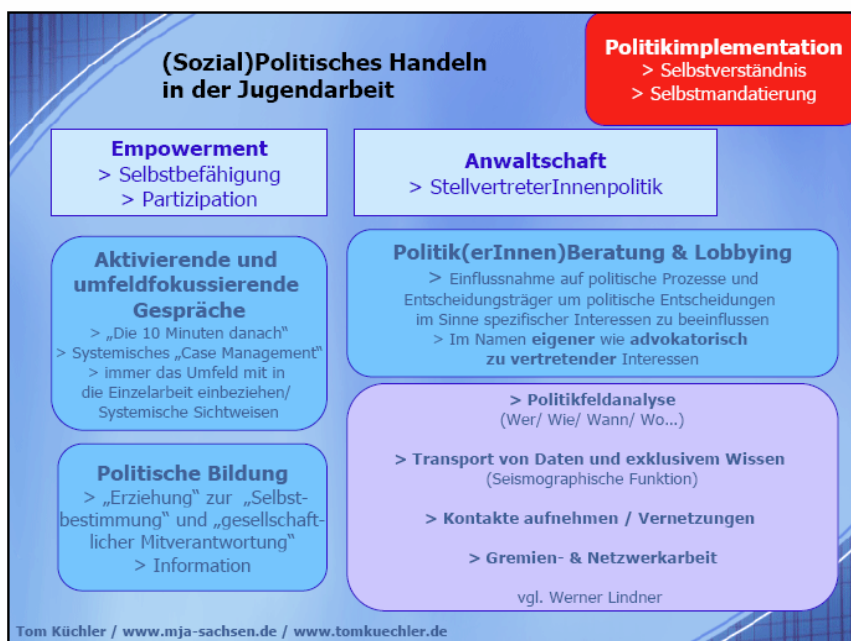 (Sozial)Politisches Handeln
in der Jugendarbeit
Politikimplementation
> Selbstverständnis
> Selbstmandatierung
Empowerment
> Selbstbefähigung
> Partizipation
Anwaltschaft
> StellvertreterInnenpolitik
Aktivierende und
umfeldfokussierende
Gespräche
> „Die 10 Minuten danach“
> Systemisches „Case Management“
> immer das Umfeld mit in
die Einzelarbeit einbeziehen/
Systemische Sichtweisen
Politische Bildung
> „Erziehung“ zur „Selbst-
bestimmung“ und „gesellschaft-
licher Mitverantwortung“
> Information
Politik(erInnen)Beratung & Lobbying
> Einflussnahme auf politische Prozesse und
Entscheidungsträger um politische Entscheidungen
im Sinne spezifischer Interessen zu beeinflussen
> Im Namen eigener wie advokatorisch
zu vertretender Interessen
> Politikfeldanalyse
(Wer/ Wie/ Wann/ Wo...)
> Transport von Daten und exklusivem Wissen
(Seismographische Funktion)
> Kontakte aufnehmen / Vernetzungen
> Gremien- & Netzwerkarbeit
vgl. Werner Lindner
Tom Küchler / www.mja-sachsen.de / www.tomkuechler.de